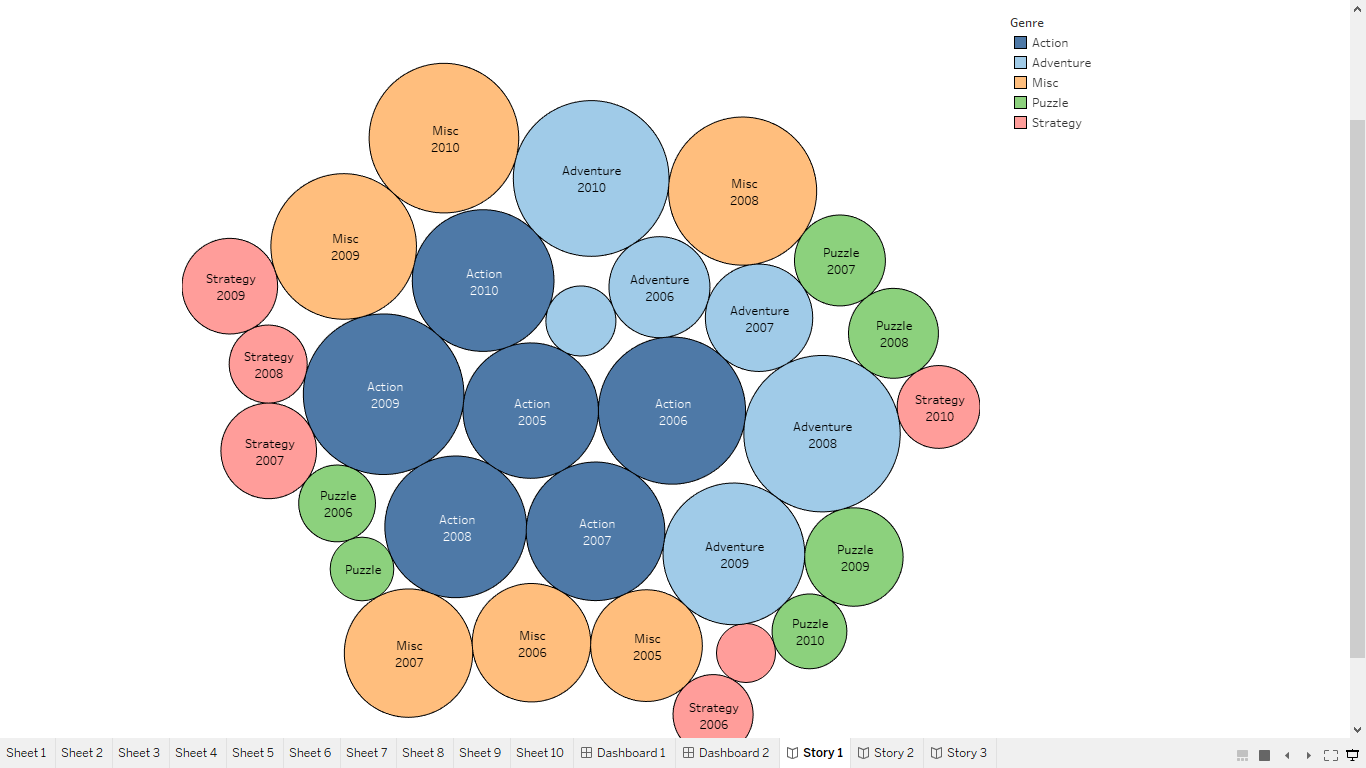 Genre
Action
Adventure
Misc
Puzzle
Strategy
Misc
2010
Adventure
2010
Misc
2008
Misc
2009
Puzzle
2007
Strategy
2009
Action
2010
Adventure
2006
Adventure
2007
Puzzle
2008
Strategy
2008
Action
2009
Action
2005
Action
2006
Strategy
2010
Adventure
2008
Strategy
2007
Puzzle
2006
Action
2008
Action
2007
Adventure
2009
Puzzle
2009
Puzzle
Misc
2007
Misc
2006
Misc
2005
Puzzle
2010
Strategy
2006
Sheet 1 Sheet 2 Sheet 3 Sheet 4 Sheet 5 Sheet 6 Sheet 7 Sheet 8 Sheet 9 Sheet 10 Dashboard 1 Dashboard 2 Story 1 Story 2 Story 3